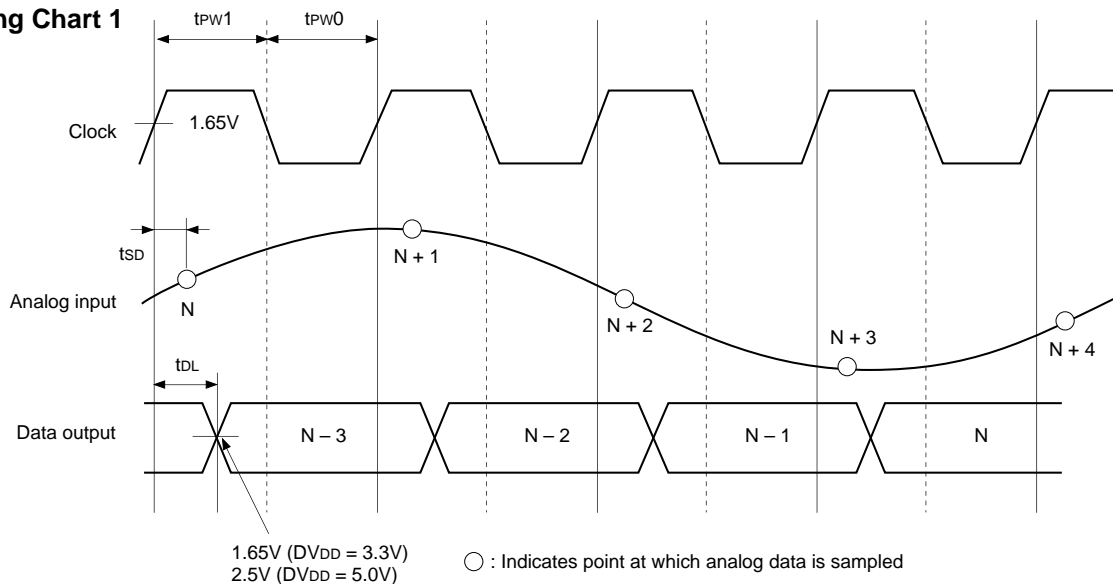 ng Chart 1
tPW1
tPW0
Clock
1.65V
tSD
N + 1
Analog input
N
N + 2
N + 3
N + 4
tDL
Data output
N – 3
N – 2
N – 1
N
1.65V (DVDD = 3.3V)
2.5V (DVDD = 5.0V)
: Indicates point at which analog data is sampled